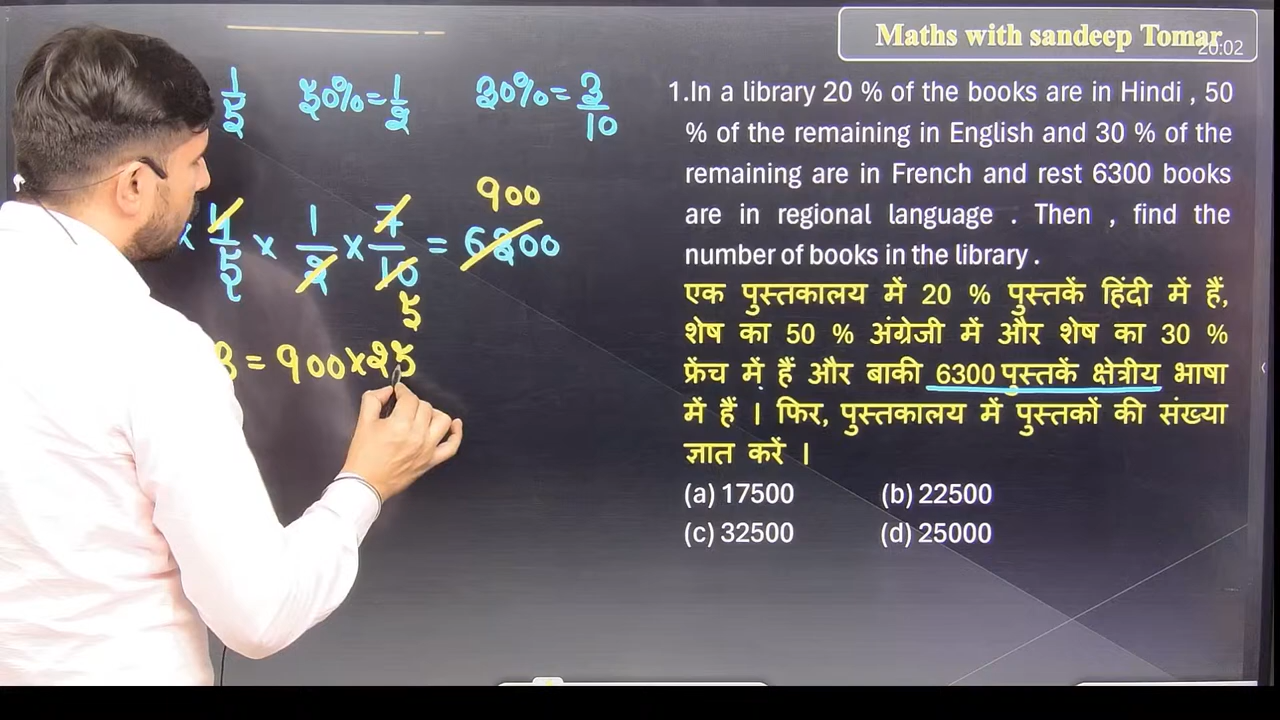 Maths with sandeep Tomar
20:02
1/5 50%=1/2 30%=3/10
900
× 4/5 × 1/2 × 7/10 = 6300
5
= 900×25
1.In a library 20 % of the books are in Hindi , 50
% of the remaining in English and 30 % of the
remaining are in French and rest 6300 books
are in regional language . Then , find the
number of books in the library .
एक पुस्तकालय में 20 % पुस्तकें हिंदी में हैं,
शेष का 50 % अंग्रेजी में और शेष का 30 %
फ्रेंच में हैं और बाकी 6300 पुस्तकें क्षेत्रीय भाषा
में हैं । फिर, पुस्तकालय में पुस्तकों की संख्या
ज्ञात करें ।
(a) 17500 (b) 22500
(c) 32500 (d) 25000